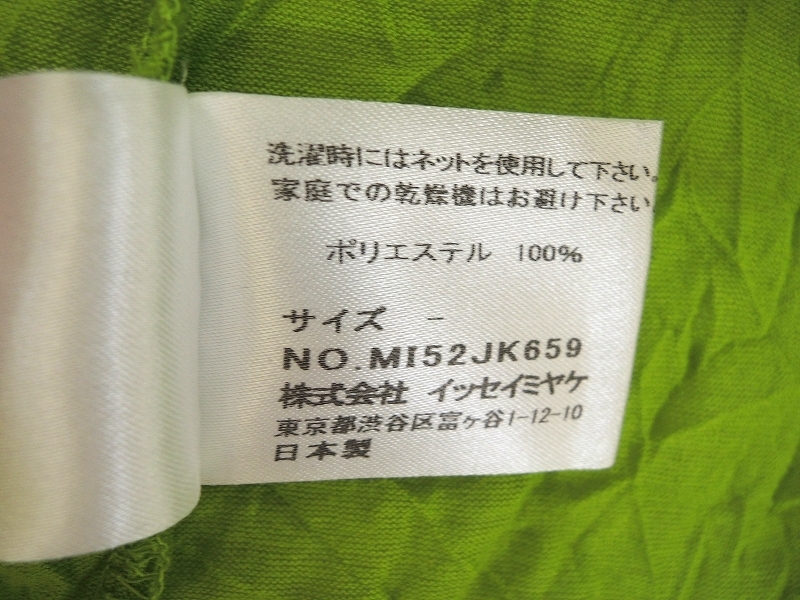 洗濯時にはネットを使用して下さい。
家庭での乾燥機はお避け下さい
ポリエステル 100%
サイズ -
NO.MI52JK659
株式会社 イッセイミヤケ
東京都渋谷区富ヶ谷1-12-10
日本製